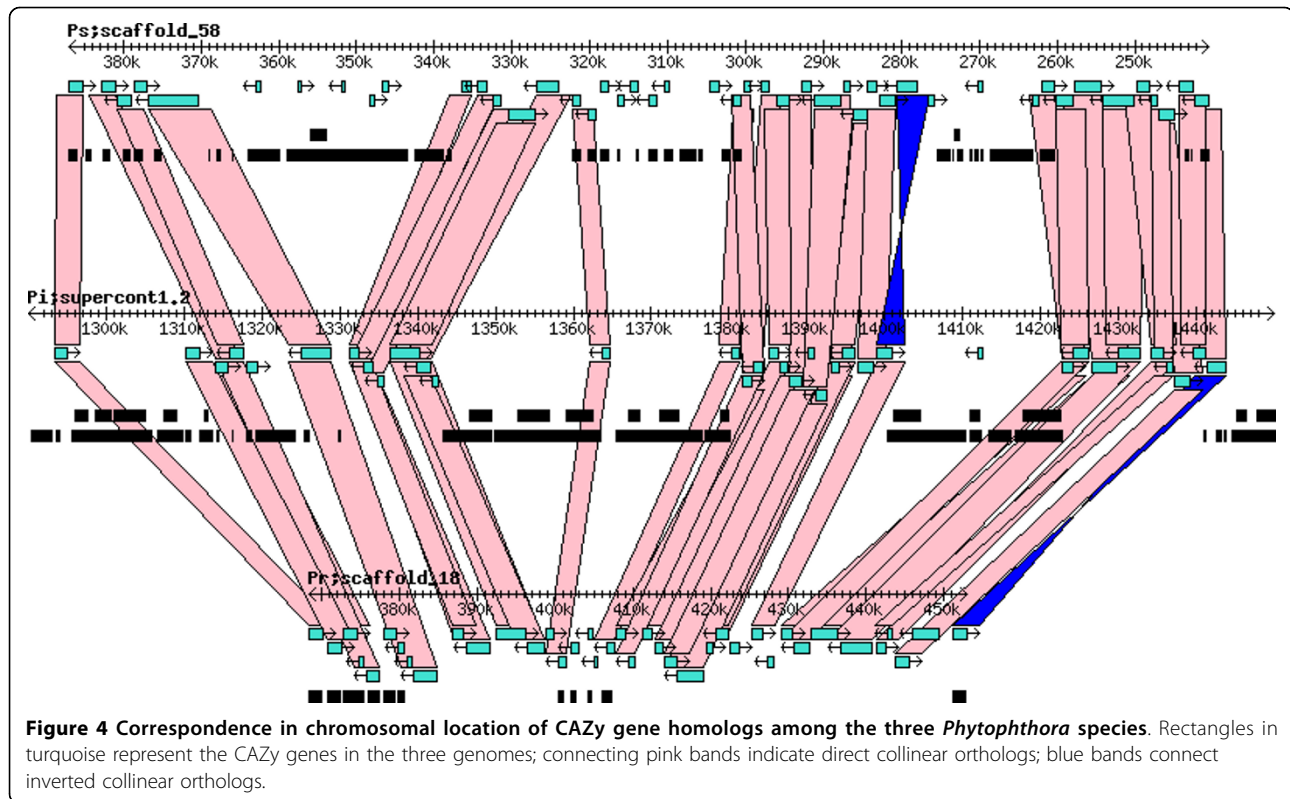 Ps;scaffold_58
380k 370k 360k 350k 340k 330k 320k 310k 300k 290k 280k 270k 260k 250k
Pi;supercont1.2
1300k 1310k 1320k 1330k 1340k 1350k 1360k 1370k 1380k 1390k 1400k 1410k 1420k 1430k 1440k
Pr;scaffold_18
380k 390k 400k 410k 420k 430k 440k 450k
Figure 4 Correspondence in chromosomal location of CAZy gene homologs among the three Phytophthora species. Rectangles in
turquoise represent the CAZy genes in the three genomes; connecting pink bands indicate direct collinear orthologs; blue bands connect
inverted collinear orthologs.